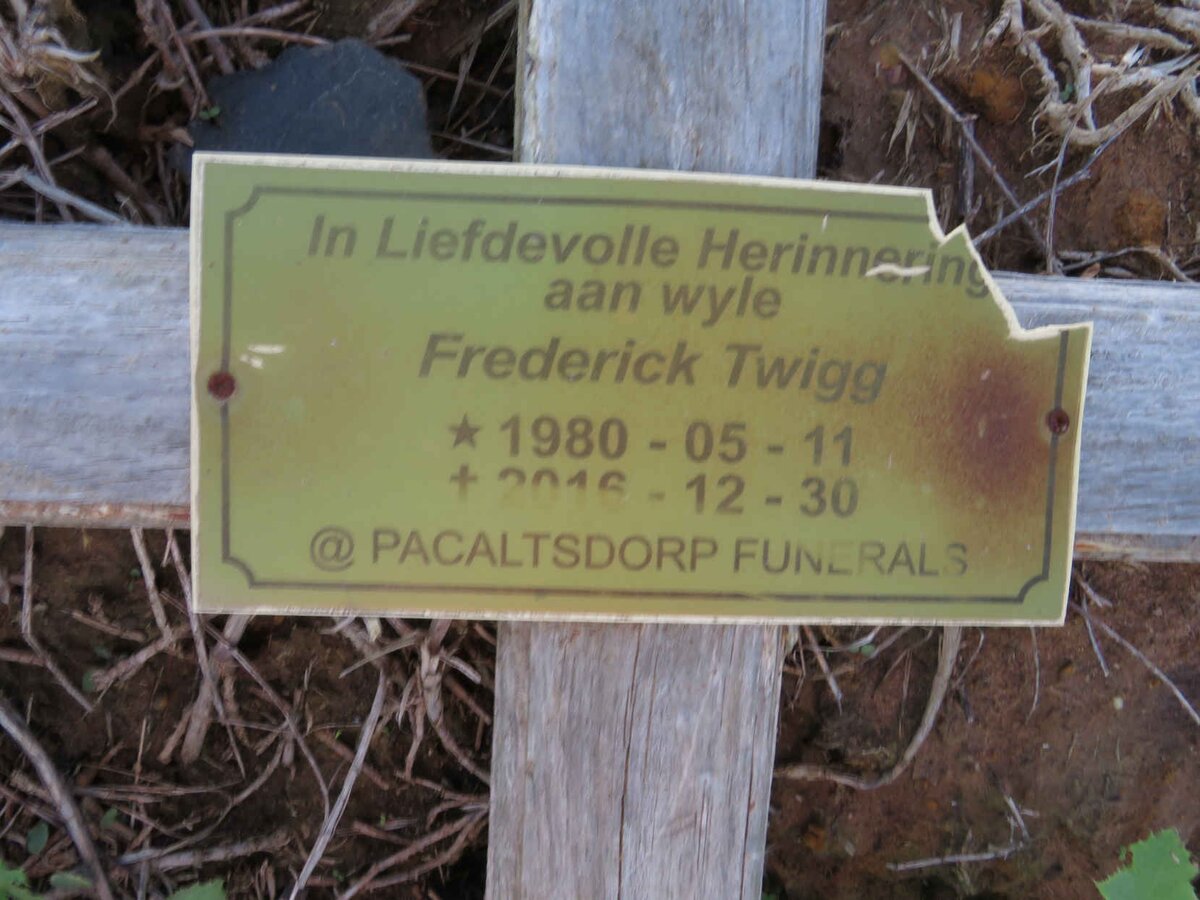 In Liefdevolle Herinnering
aan wyle
Frederick Twigg
★ 1980 - 05 - 11
✝ 2016 - 12 - 30
@ PACALTSDORP FUNERALS